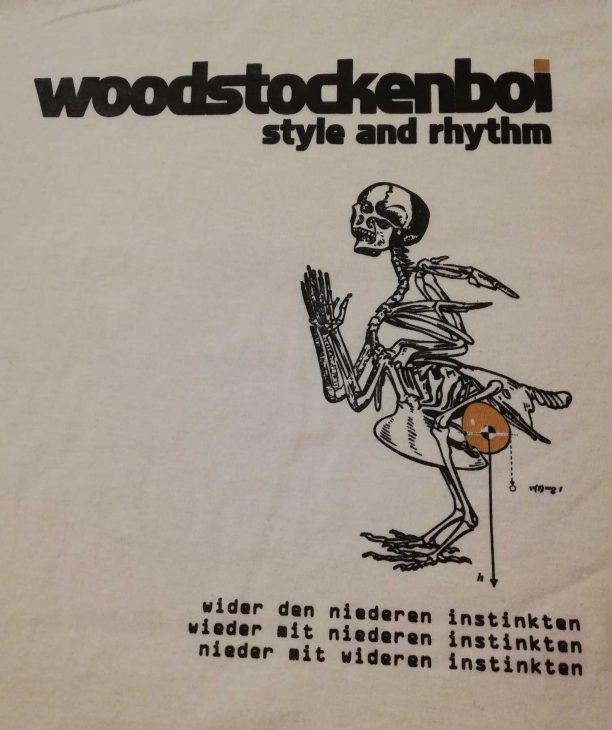 woodstockenboi
style and rhythm
v(t)=g t
h
wider den niederen instinkten
wieder mit niederen instinkten
nieder mit wideren instinkten